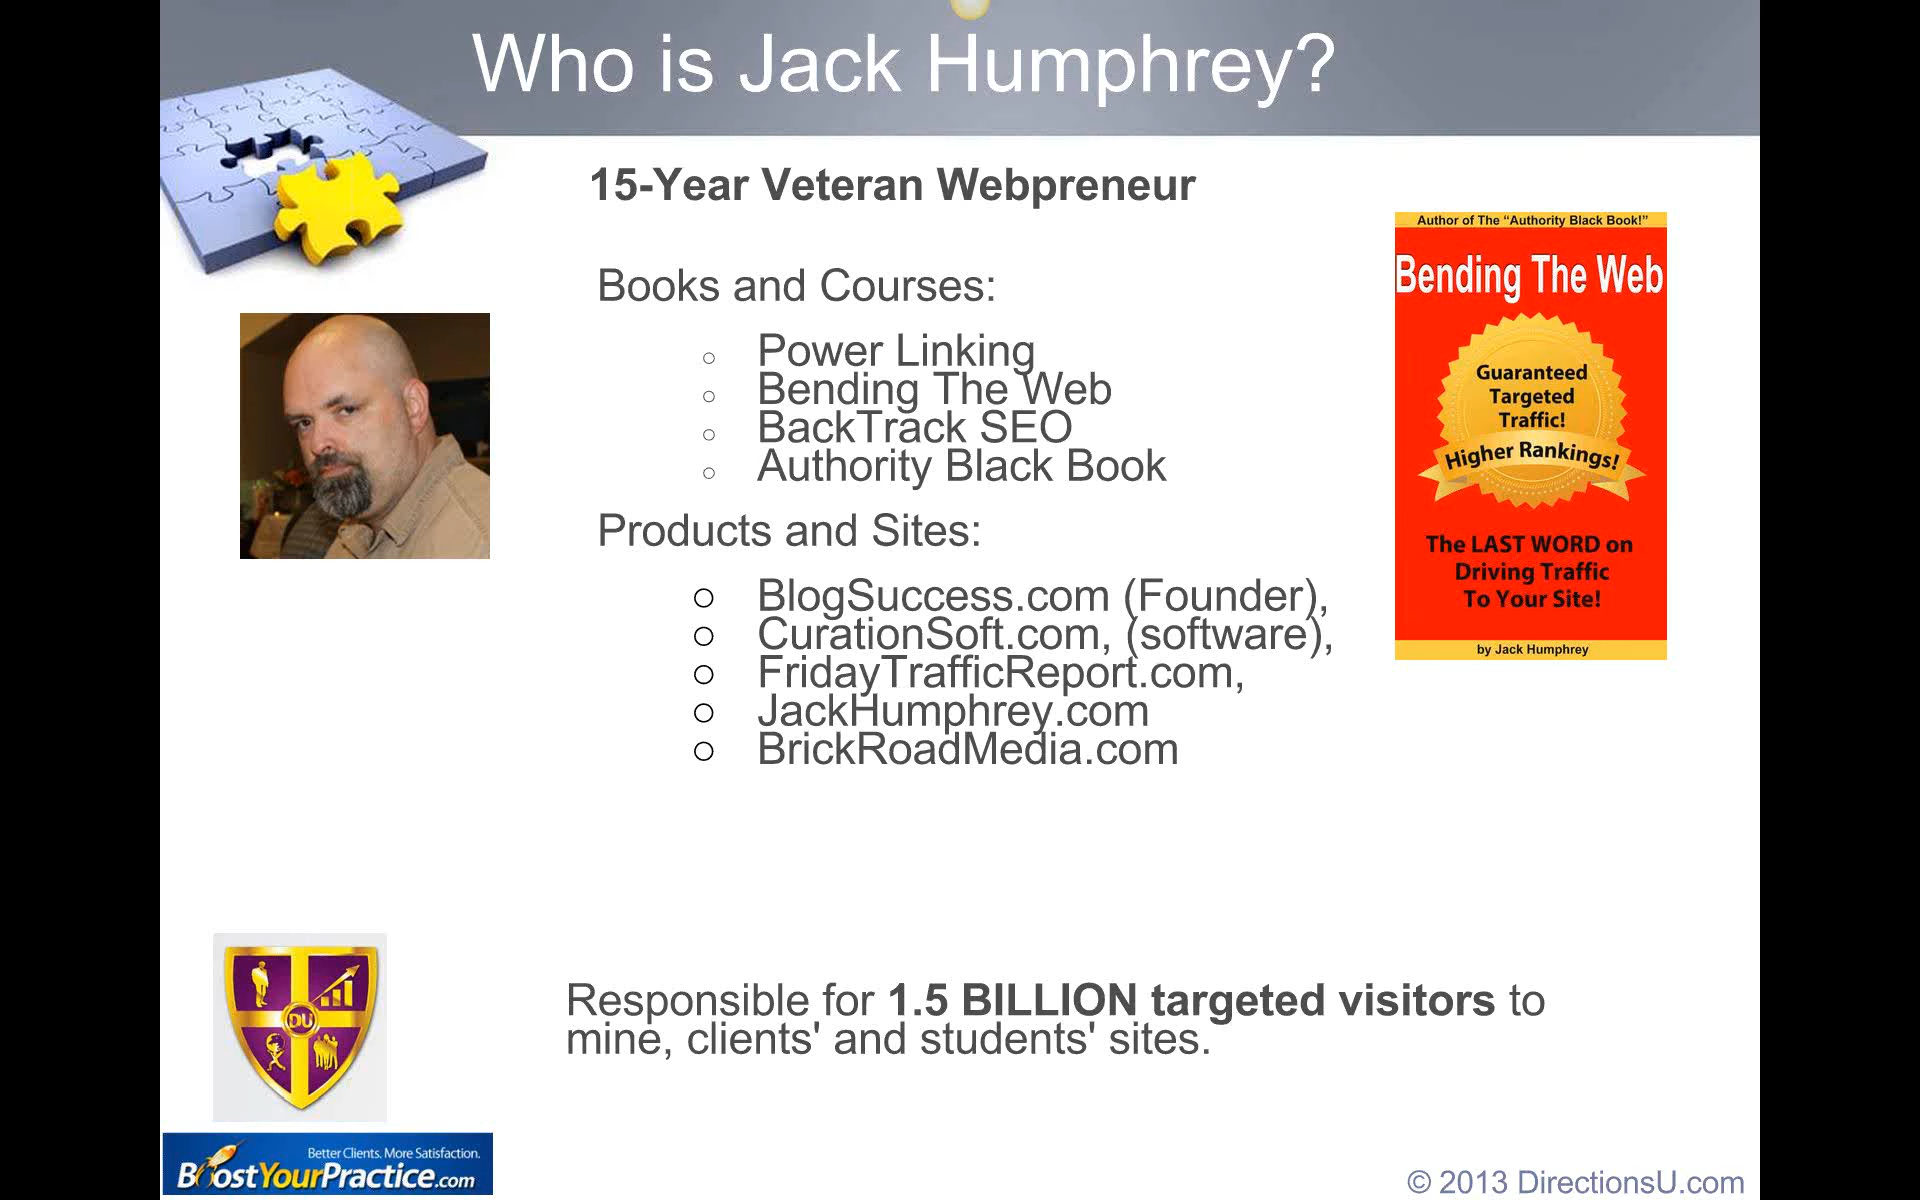 Who is Jack Humphrey?
15-Year Veteran Webpreneur
Books and Courses:
○ Power Linking
○ Bending The Web
○ BackTrack SEO
○ Authority Black Book
Products and Sites:
○ BlogSuccess.com (Founder),
○ CurationSoft.com, (software),
○ FridayTrafficReport.com,
○ JackHumphrey.com
○ BrickRoadMedia.com
Author of The “Authority Black Book!”
Bending The Web
Guaranteed
Targeted
Traffic!
Higher Rankings!
The LAST WORD on
Driving Traffic
To Your Site!
by Jack Humphrey
Responsible for 1.5 BILLION targeted visitors to
mine, clients' and students' sites.
DU
Better Clients. More Satisfaction.
BoostYourPractice.com
© 2013 DirectionsU.com